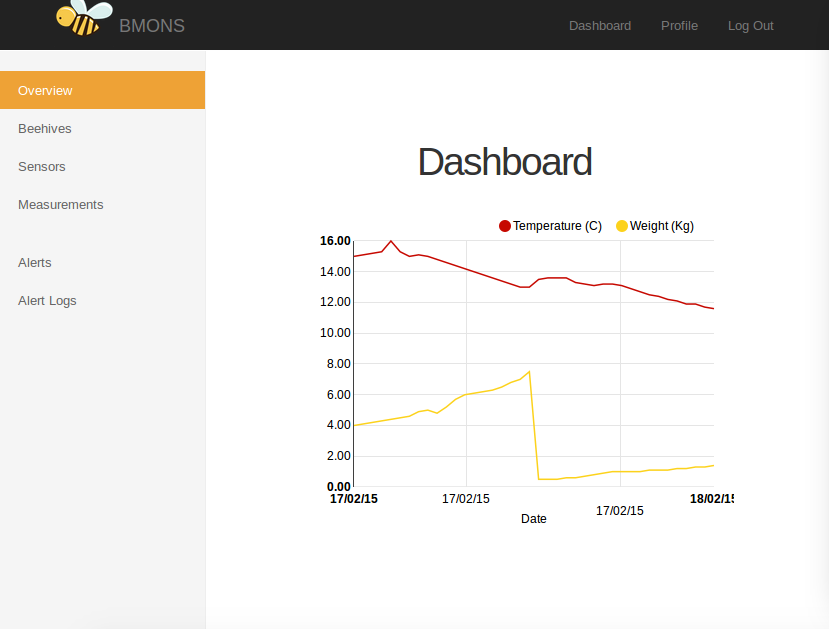 BMONS
Dashboard
Profile
Log Out
Overview
Beehives
Sensors
Measurements
Alerts
Alert Logs
Dashboard
Temperature (C)
Weight (Kg)
16.00
14.00
12.00
10.00
8.00
6.00
4.00
2.00
0.00
17/02/15
17/02/15
17/02/15
18/02/15
Date